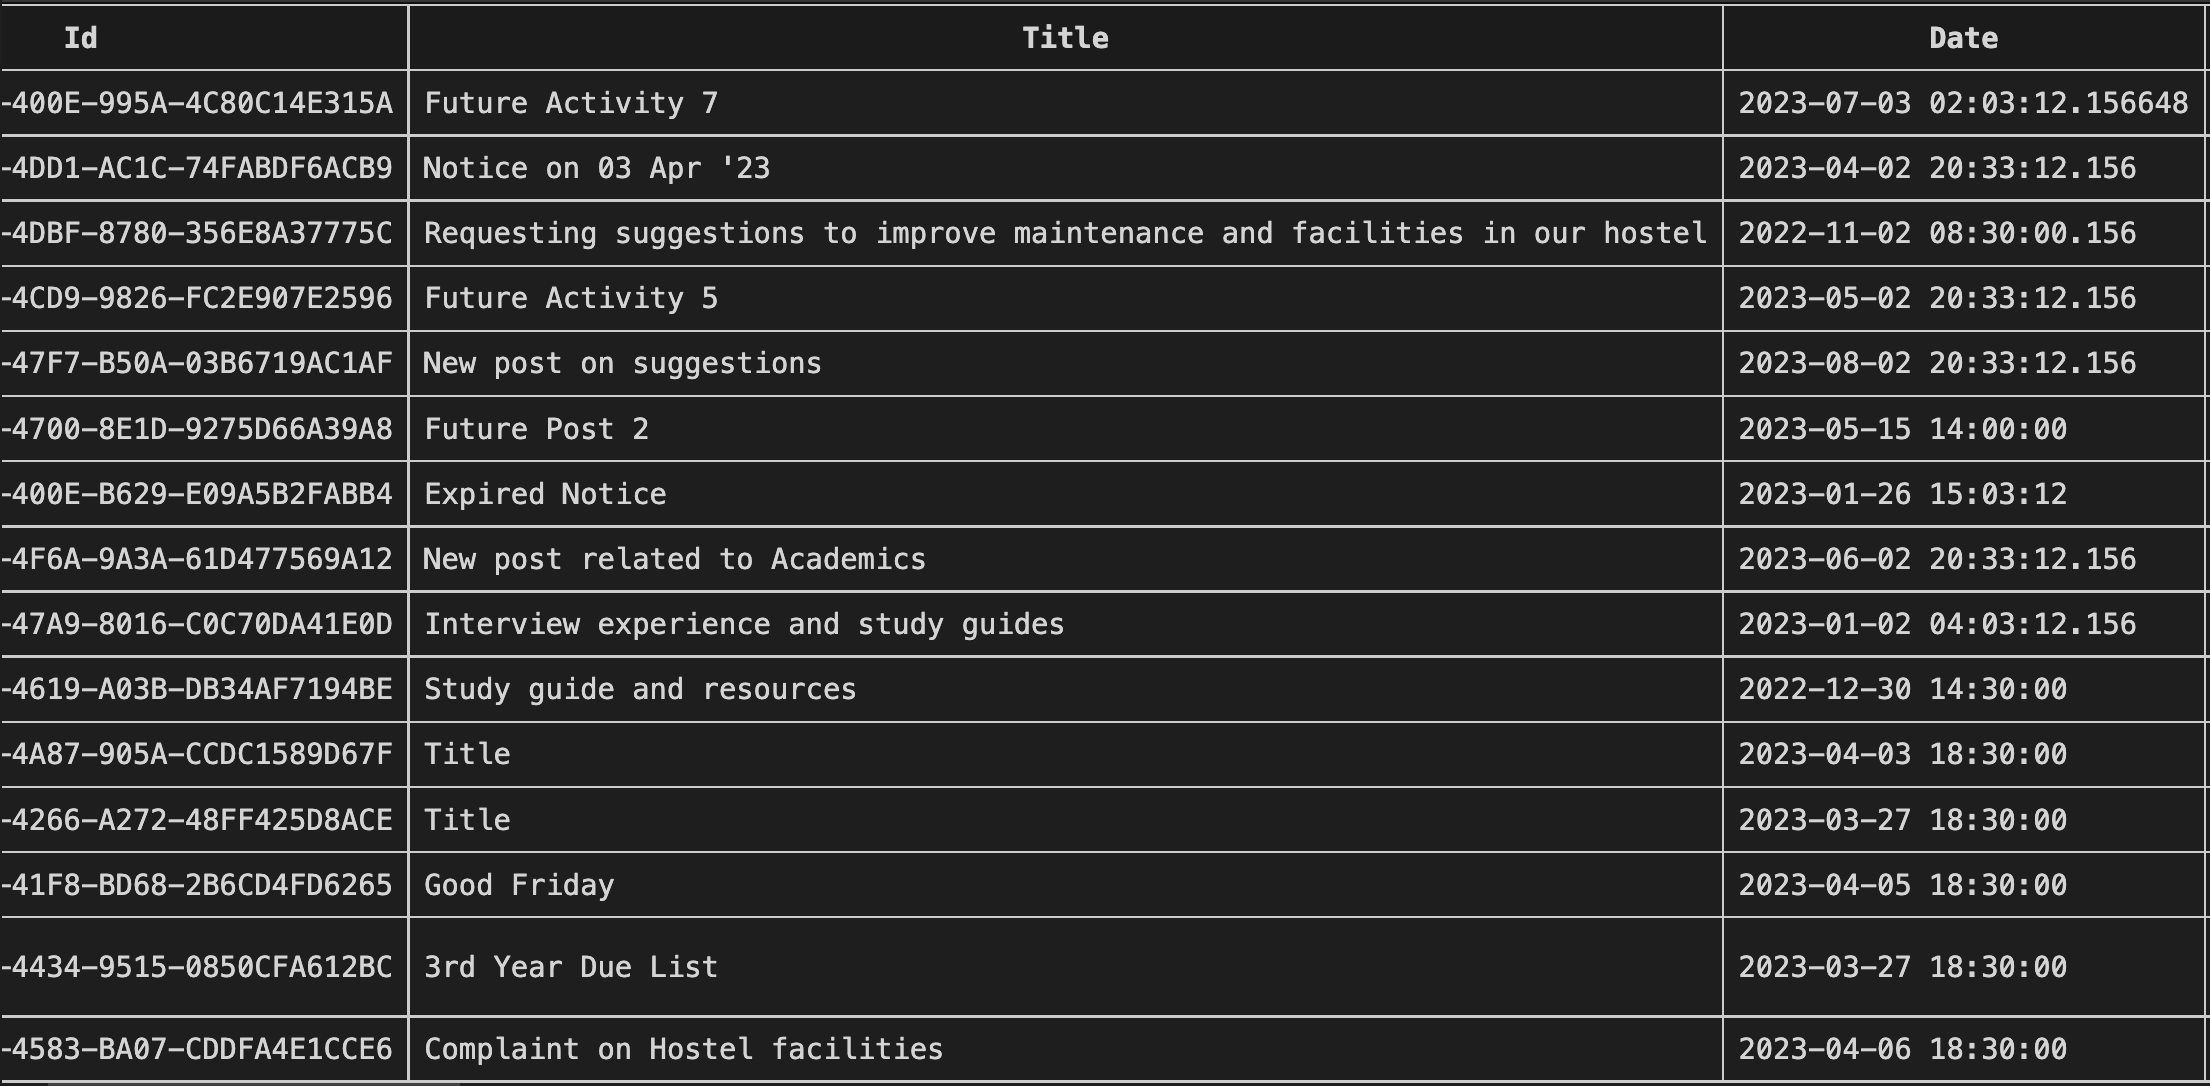 Id Title Date
-400E-995A-4C80C14E315A Future Activity 7 2023-07-03 02:03:12.156648
-4DD1-AC1C-74FABDF6ACB9 Notice on 03 Apr '23 2023-04-02 20:33:12.156
-4DBF-8780-356E8A37775C Requesting suggestions to improve maintenance and facilities in our hostel 2022-11-02 08:30:00.156
-4CD9-9826-FC2E907E2596 Future Activity 5 2023-05-02 20:33:12.156
-47F7-B50A-03B6719AC1AF New post on suggestions 2023-08-02 20:33:12.156
-4700-8E1D-9275D66A39A8 Future Post 2 2023-05-15 14:00:00
-400E-B629-E09A5B2FABB4 Expired Notice 2023-01-26 15:03:12
-4F6A-9A3A-61D477569A12 New post related to Academics 2023-06-02 20:33:12.156
-47A9-8016-C0C70DA41E0D Interview experience and study guides 2023-01-02 04:03:12.156
-4619-A03B-DB34AF7194BE Study guide and resources 2022-12-30 14:30:00
-4A87-905A-CCDC1589D67F Title 2023-04-03 18:30:00
-4266-A272-48FF425D8ACE Title 2023-03-27 18:30:00
-41F8-BD68-2B6CD4FD6265 Good Friday 2023-04-05 18:30:00
-4434-9515-0850CFA612BC 3rd Year Due List 2023-03-27 18:30:00
-4583-BA07-CDDFA4E1CCE6 Complaint on Hostel facilities 2023-04-06 18:30:00